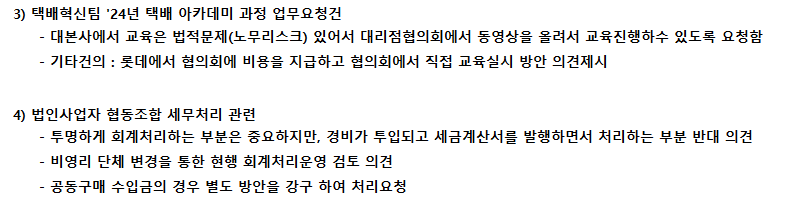 3) 택배혁신팀 '24년 택배 아카데미 과정 업무요청건
- 대본사에서 교육은 법적문제(노무리스크) 있어서 대리점협의회에서 동영상을 올려서 교육진행하수 있도록 요청함
- 기타건의 : 롯데에서 협의회에 비용을 지급하고 협의회에서 직접 교육실시 방안 의견제시
4) 법인사업자 협동조합 세무처리 관련
- 투명하게 회계처리하는 부분은 중요하지만, 경비가 투입되고 세금계산서를 발행하면서 처리하는 부분 반대 의견
- 비영리 단체 변경을 통한 현행 회계처리운영 검토 의견
- 공동구매 수입금의 경우 별도 방안을 강구 하여 처리요청